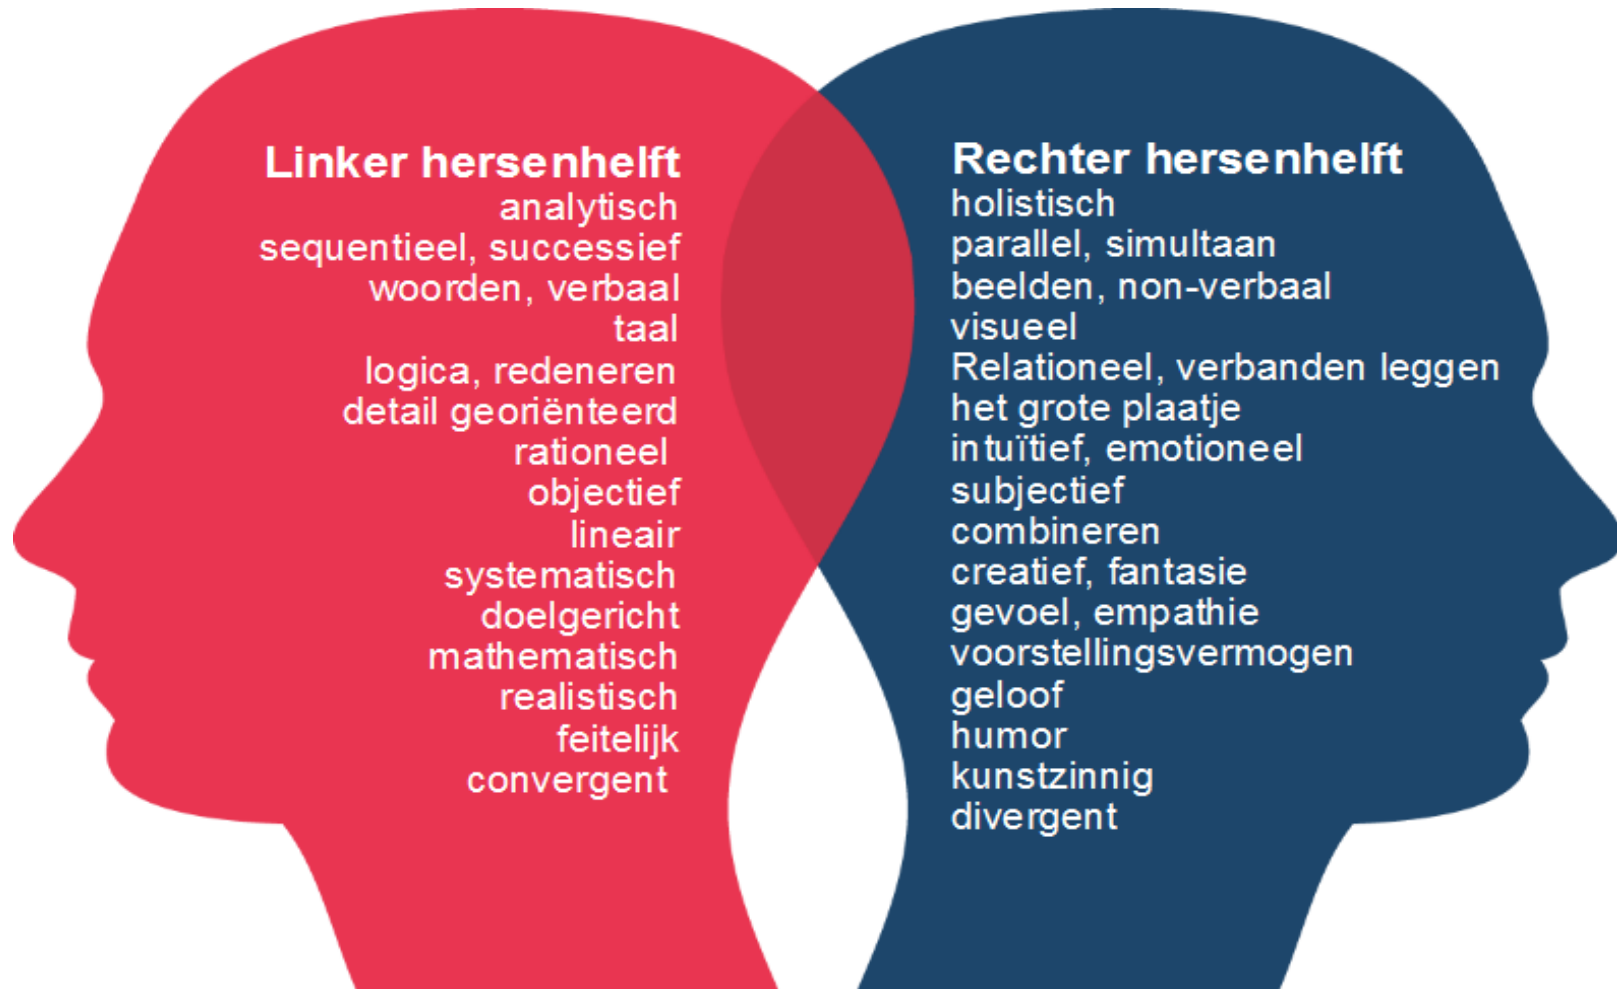 Linker hersenhelft
analytisch
sequentieel, successief
woorden, verbaal
taal
logica, redeneren
detail georiënteerd
rationeel
objectief
lineair
systematisch
doelgericht
mathematisch
realistisch
feitelijk
convergent
Rechter hersenhelft
holistisch
parallel, simultaan
beelden, non-verbaal
visueel
Relationeel, verbanden leggen
het grote plaatje
intuïtief, emotioneel
subjectief
combineren
creatief, fantasie
gevoel, empathie
voorstellingsvermogen
geloof
humor
kunstzinnig
divergent